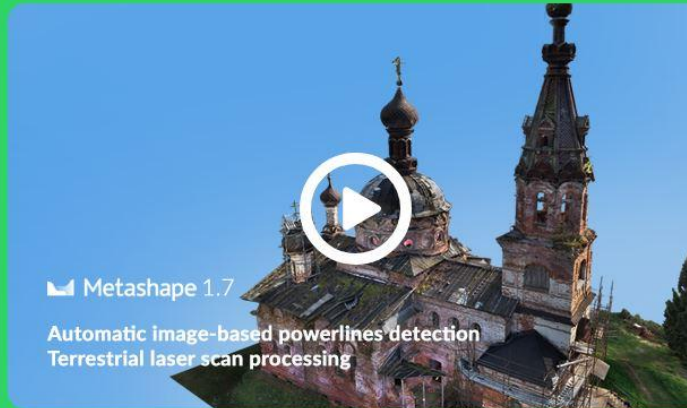 Metashape 1.7
Automatic image-based powerlines detection
Terrestrial laser scan processing